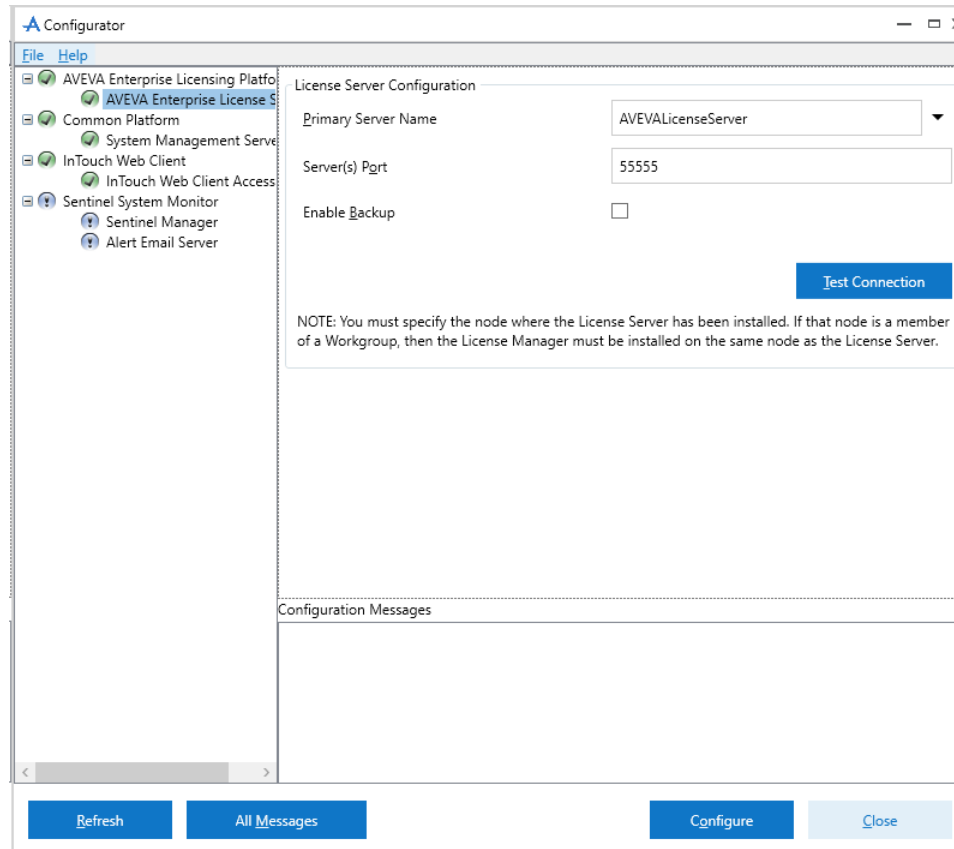 Configurator
File Help
AVEVA Enterprise Licensing Platfo
AVEVA Enterprise License S
Common Platform
System Management Serve
InTouch Web Client
InTouch Web Client Access
Sentinel System Monitor
Sentinel Manager
Alert Email Server
License Server Configuration
Primary Server Name AVEVALicenseServer
Server(s) Port 55555
Enable Backup
Test Connection
NOTE: You must specify the node where the License Server has been installed. If that node is a member
of a Workgroup, then the License Manager must be installed on the same node as the License Server.
Configuration Messages
Refresh All Messages Configure Close